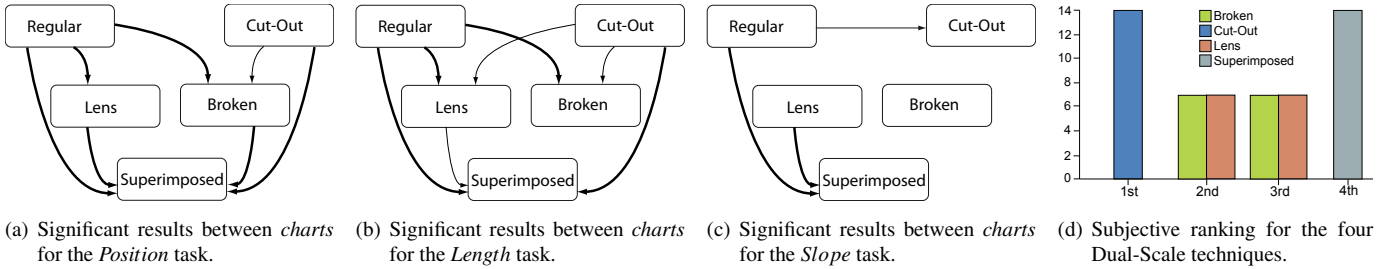 Regular
Cut-Out
Lens
Broken
Superimposed
(a) Significant results between charts
for the Position task.
Regular
Cut-Out
Lens
Broken
Superimposed
(b) Significant results between charts
for the Length task.
Regular
Cut-Out
Lens
Broken
Superimposed
(c) Significant results between charts
for the Slope task.
14
12
10
8
6
4
2
0
Broken
Cut-Out
Lens
Superimposed
1st
2nd
3rd
4th
(d) Subjective ranking for the four
Dual-Scale techniques.